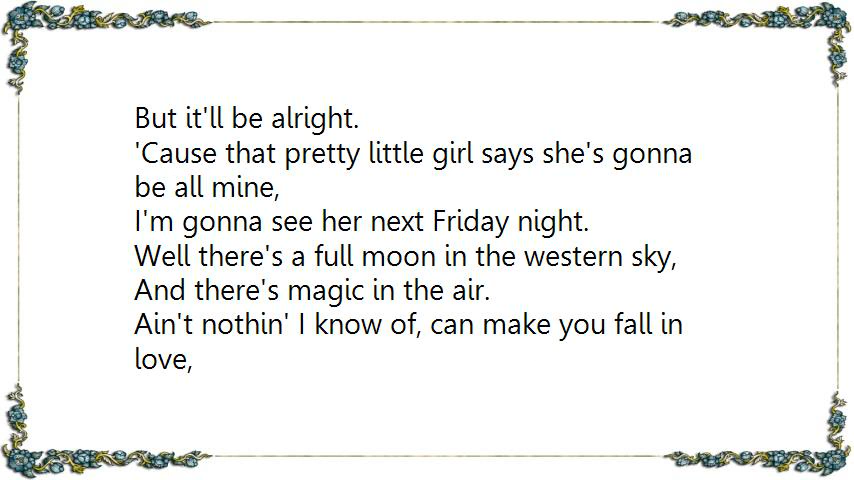 But it'll be alright.
'Cause that pretty little girl says she's gonna
be all mine,
I'm gonna see her next Friday night.
Well there's a full moon in the western sky,
And there's magic in the air.
Ain't nothin' I know of, can make you fall in
love,